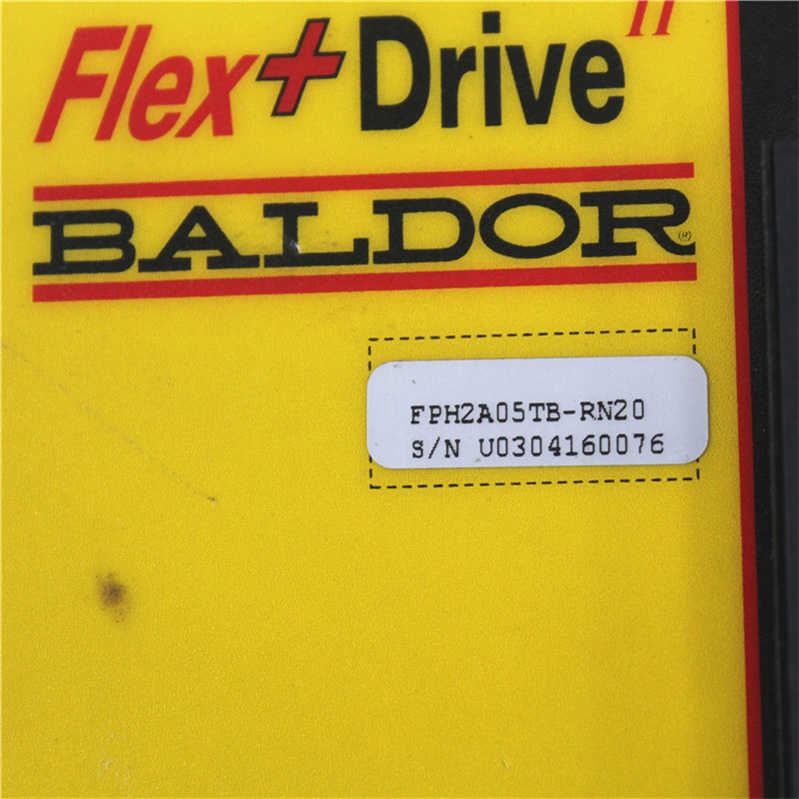 Flex+Drive II
BALDOR®
FPH2A05TB-RN20
S/N U0304160076